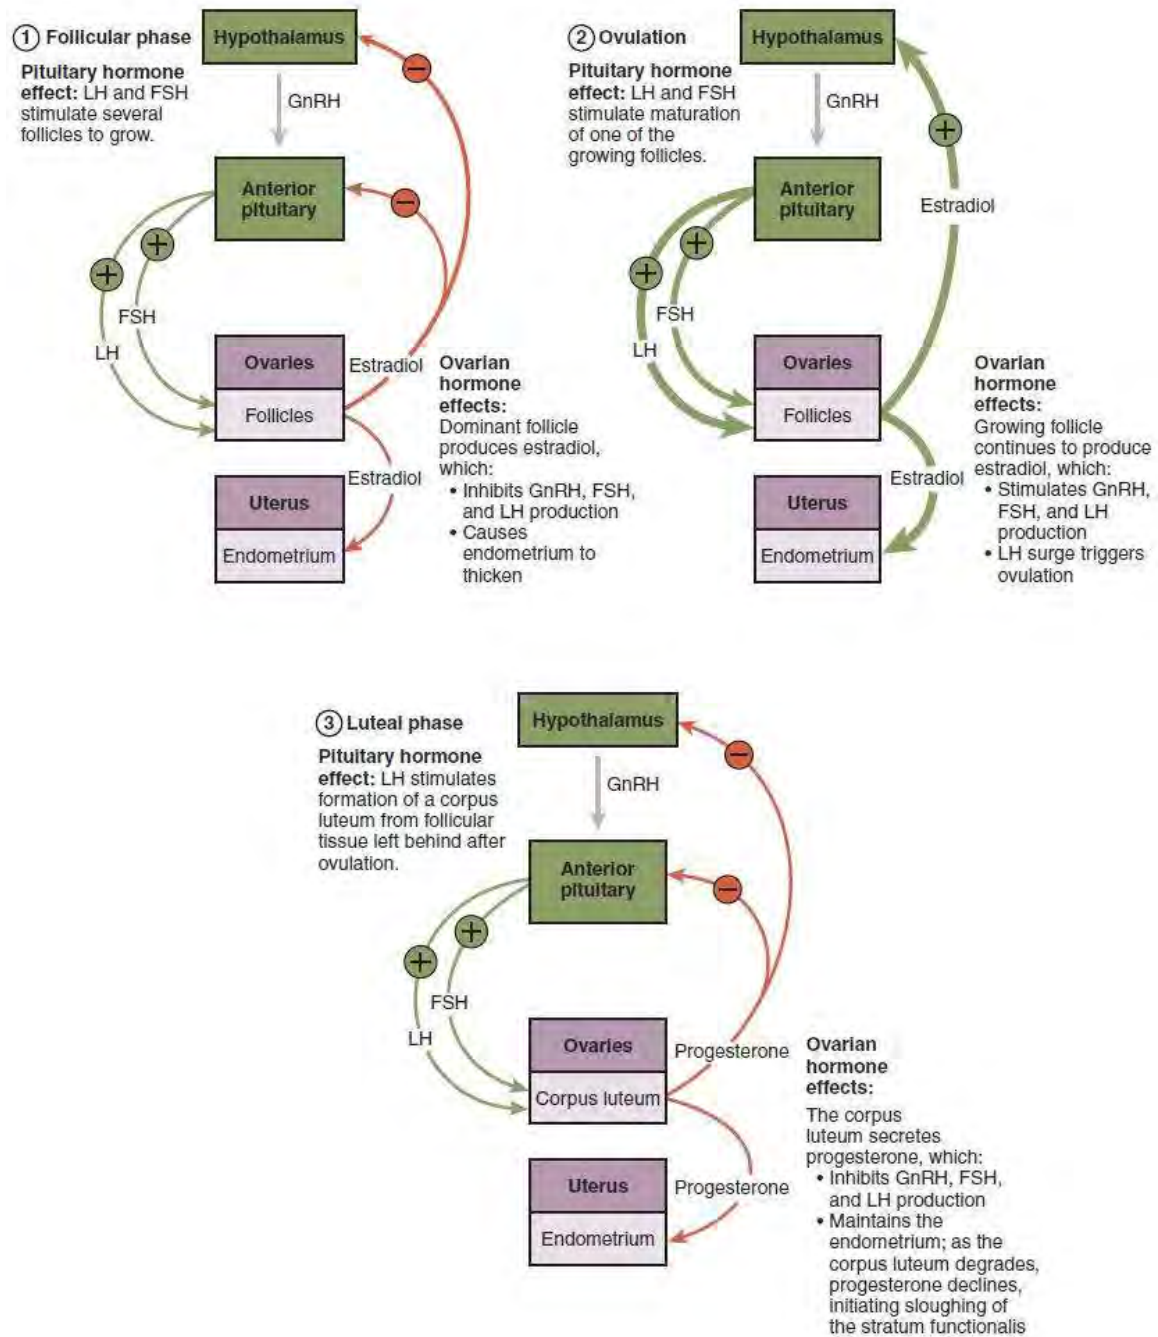 ① Follicular phase
Pituitary hormone
effect: LH and FSH
stimulate several
follicles to grow.
Hypothalamus
−
GnRH
Anterior
pituitary
−
+
+
FSH
LH
Ovaries
Follicles
Estradiol
Estradiol
Uterus
Endometrium
Ovarian
hormone
effects:
Dominant follicle
produces estradiol,
which:
• Inhibits GnRH, FSH,
and LH production
• Causes
endometrium to
thicken
② Ovulation
Pituitary hormone
effect: LH and FSH
stimulate maturation
of one of the
growing follicles.
Hypothalamus
GnRH
+
Estradiol
Anterior
pituitary
+
+
FSH
LH
Ovaries
Follicles
Estradiol
Uterus
Endometrium
Ovarian
hormone
effects:
Growing follicle
continues to produce
estradiol, which:
• Stimulates GnRH,
FSH, and LH
production
• LH surge triggers
ovulation
③ Luteal phase
Pituitary hormone
effect: LH stimulates
formation of a corpus
luteum from follicular
tissue left behind after
ovulation.
Hypothalamus
−
GnRH
Anterior
pituitary
−
+
+
FSH
LH
Ovaries
Corpus luteum
Progesterone
Progesterone
Uterus
Endometrium
Ovarian
hormone
effects:
The corpus
luteum secretes
progesterone, which:
• Inhibits GnRH, FSH,
and LH production
• Maintains the
endometrium; as the
corpus luteum degrades,
progesterone declines,
initiating sloughing of
the stratum functionalis